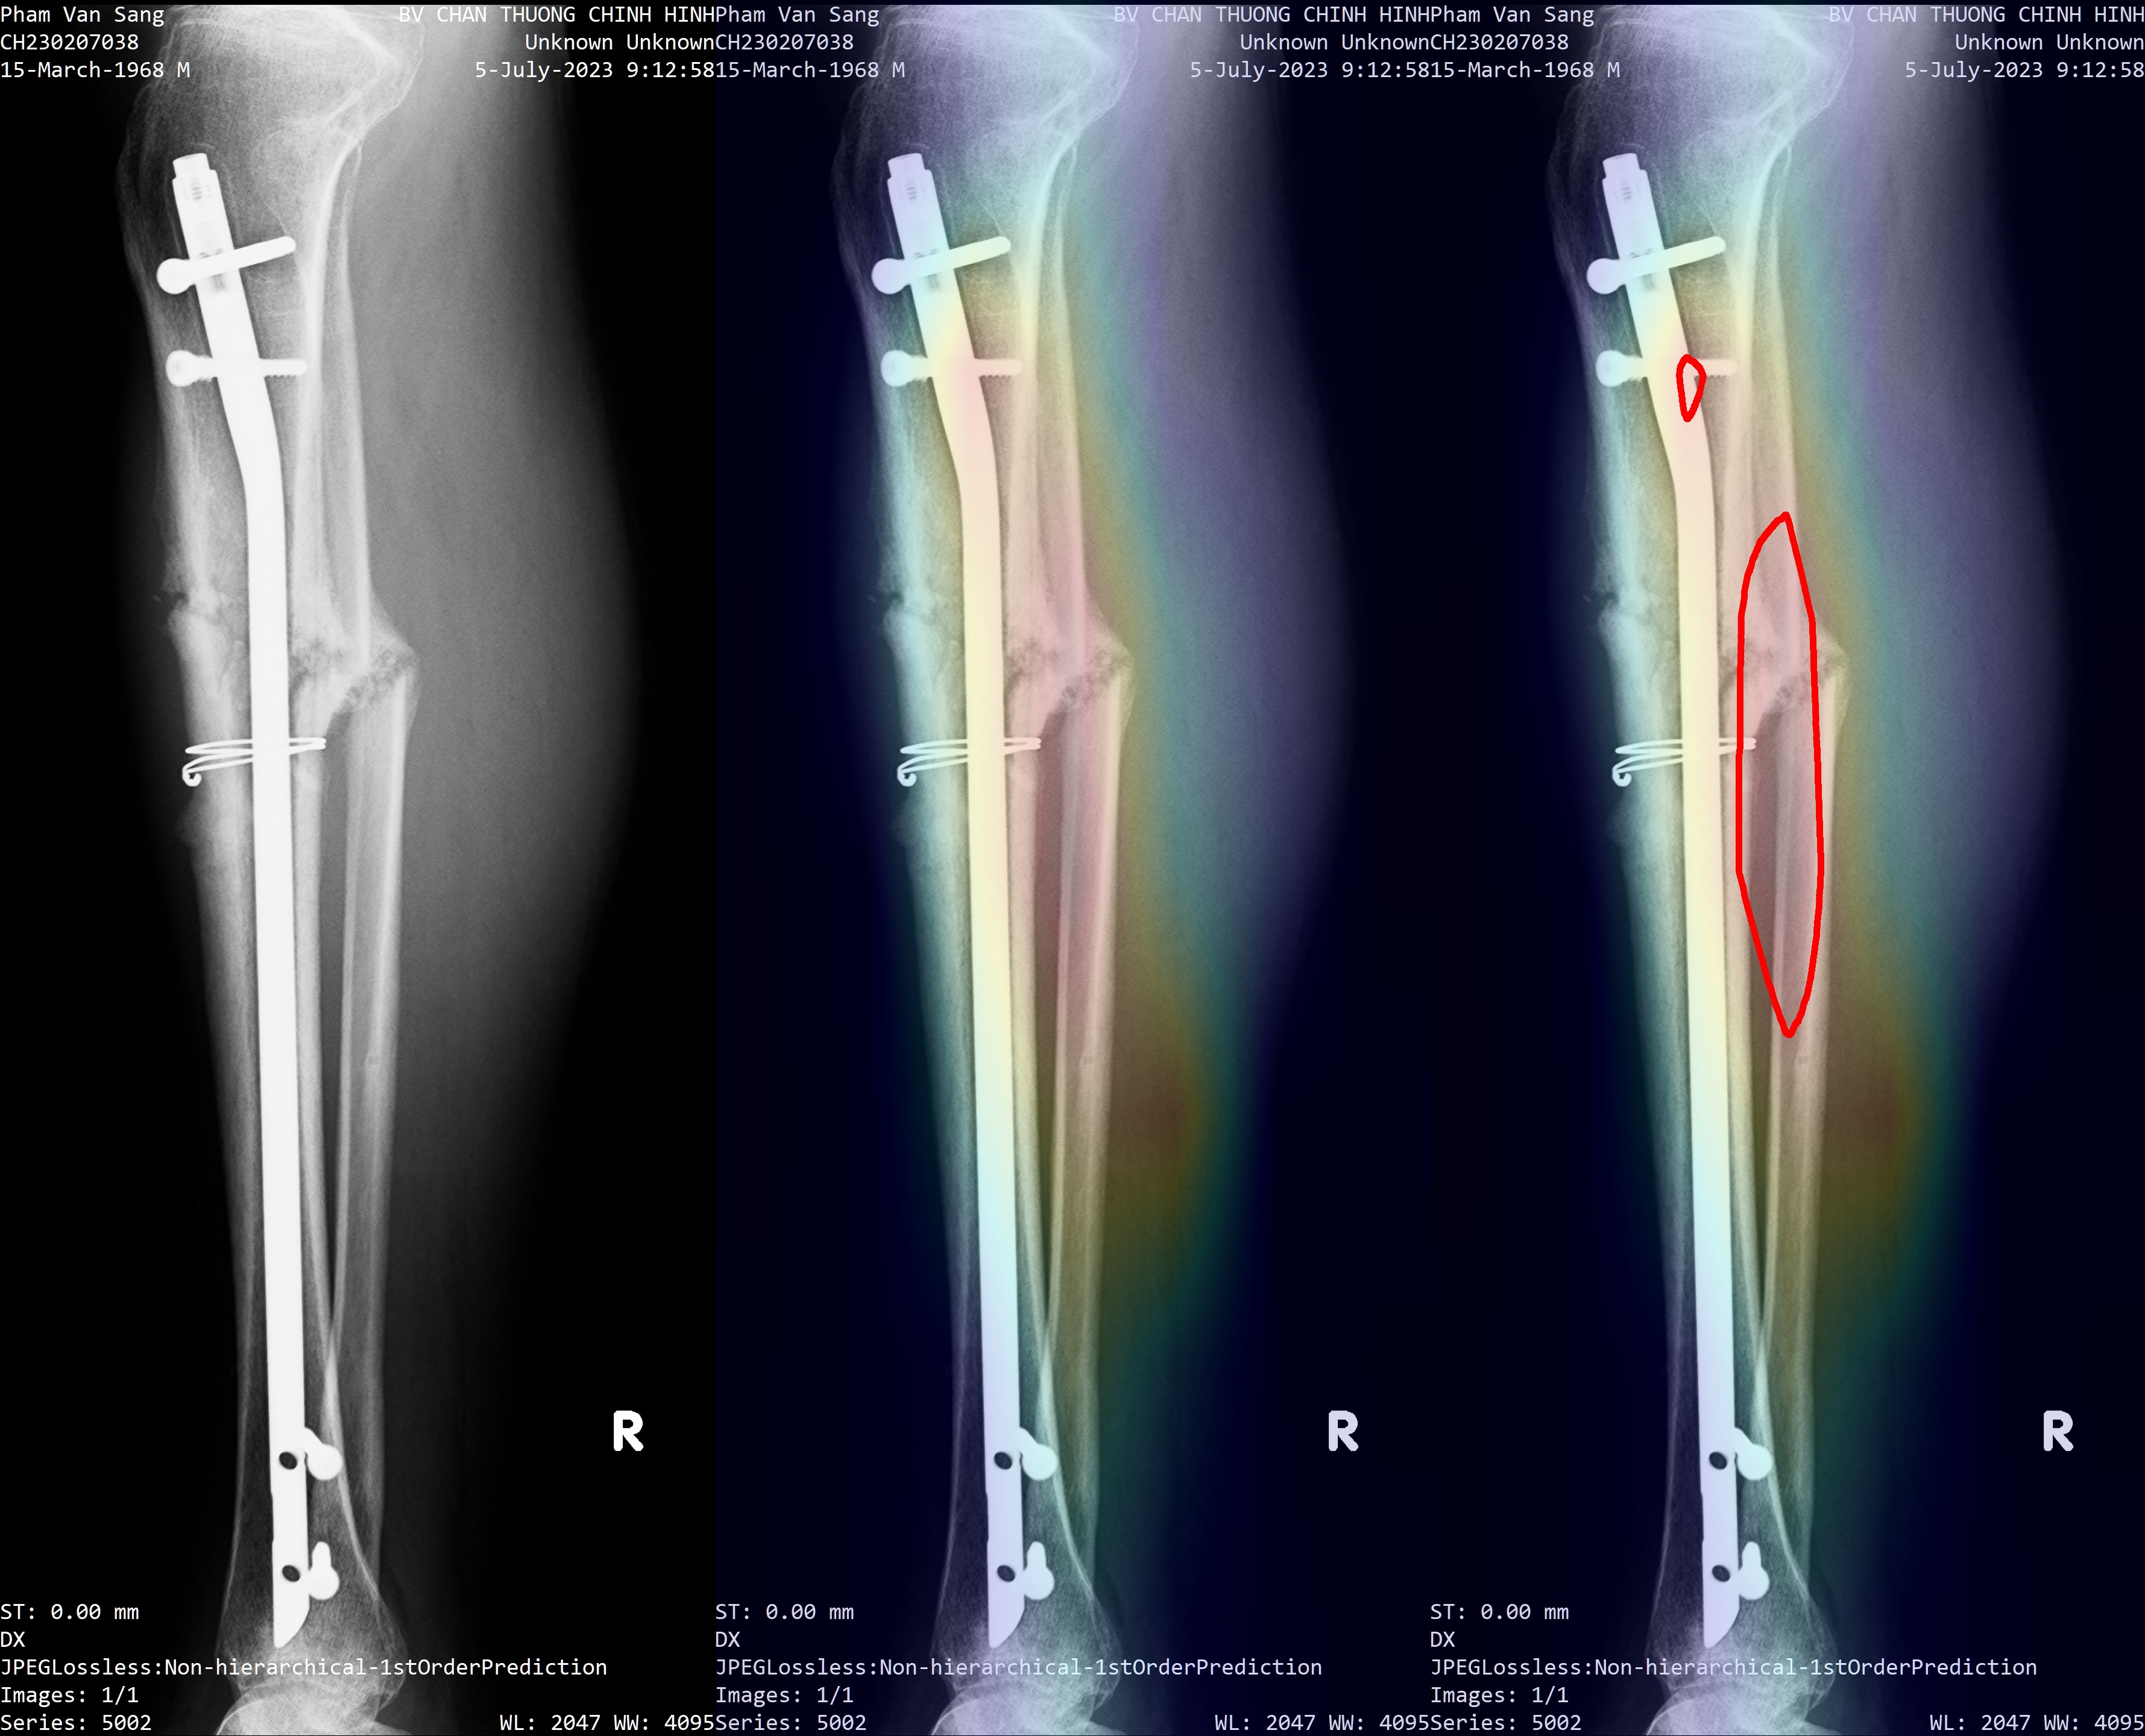 Pham Van Sang
CH230207038
15-March-1968 M
BV CHAN THUONG CHINH HINH
Unknown Unknown
5-July-2023 9:12:58
R
ST: 0.00 mm
DX
JPEGLossless:Non-hierarchical-1stOrderPrediction
Images: 1/1
Series: 5002
WL: 2047 WW: 4095
Pham Van Sang
CH230207038
15-March-1968 M
BV CHAN THUONG CHINH HINH
Unknown Unknown
5-July-2023 9:12:58
R
ST: 0.00 mm
DX
JPEGLossless:Non-hierarchical-1stOrderPrediction
Images: 1/1
Series: 5002
WL: 2047 WW: 4095
Pham Van Sang
CH230207038
15-March-1968 M
BV CHAN THUONG CHINH HINH
Unknown Unknown
5-July-2023 9:12:58
R
ST: 0.00 mm
DX
JPEGLossless:Non-hierarchical-1stOrderPrediction
Images: 1/1
Series: 5002
WL: 2047 WW: 4095